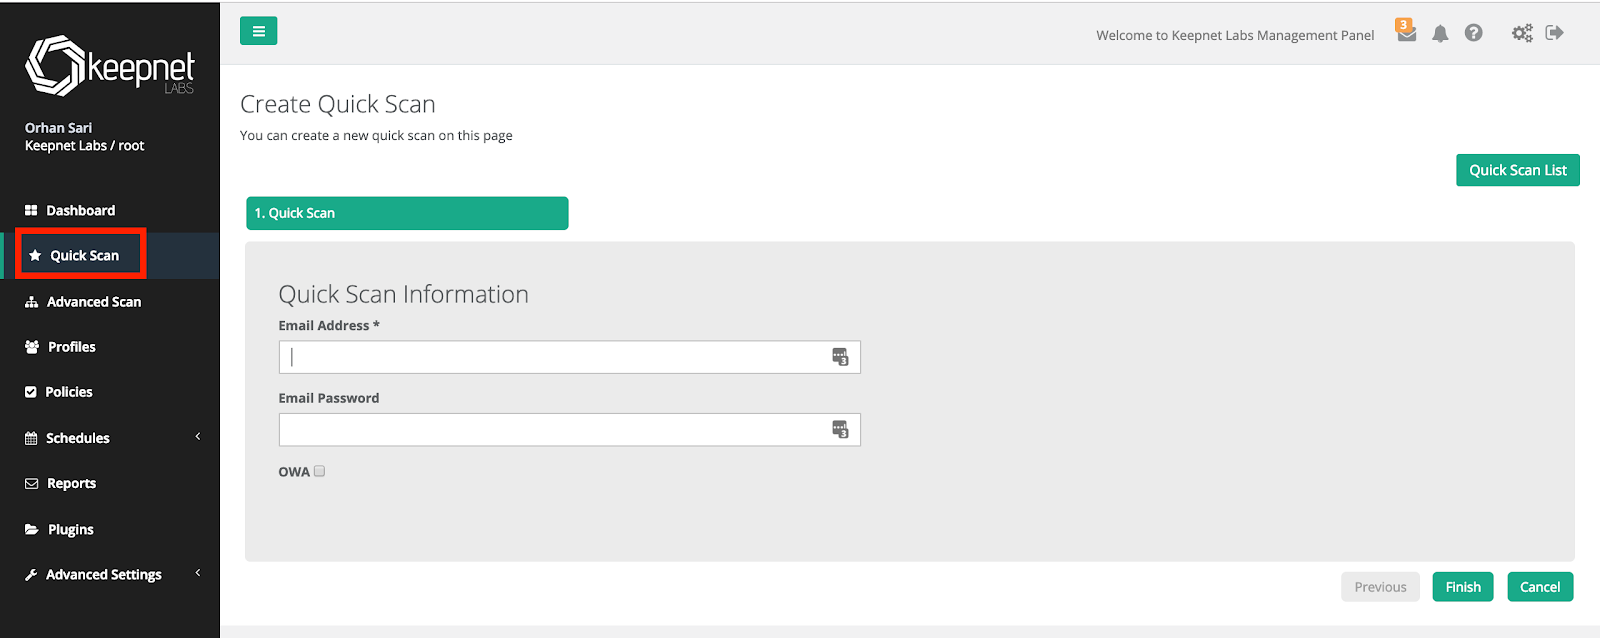 keepnet
LABS
Orhan Sari
Keepnet Labs / root
Dashboard
Quick Scan
Advanced Scan
Profiles
Policies
Schedules
Reports
Plugins
Advanced Settings
Welcome to Keepnet Labs Management Panel
3
Create Quick Scan
You can create a new quick scan on this page
Quick Scan List
1. Quick Scan
Quick Scan Information
Email Address *
3
Email Password
3
OWA
Previous
Finish
Cancel